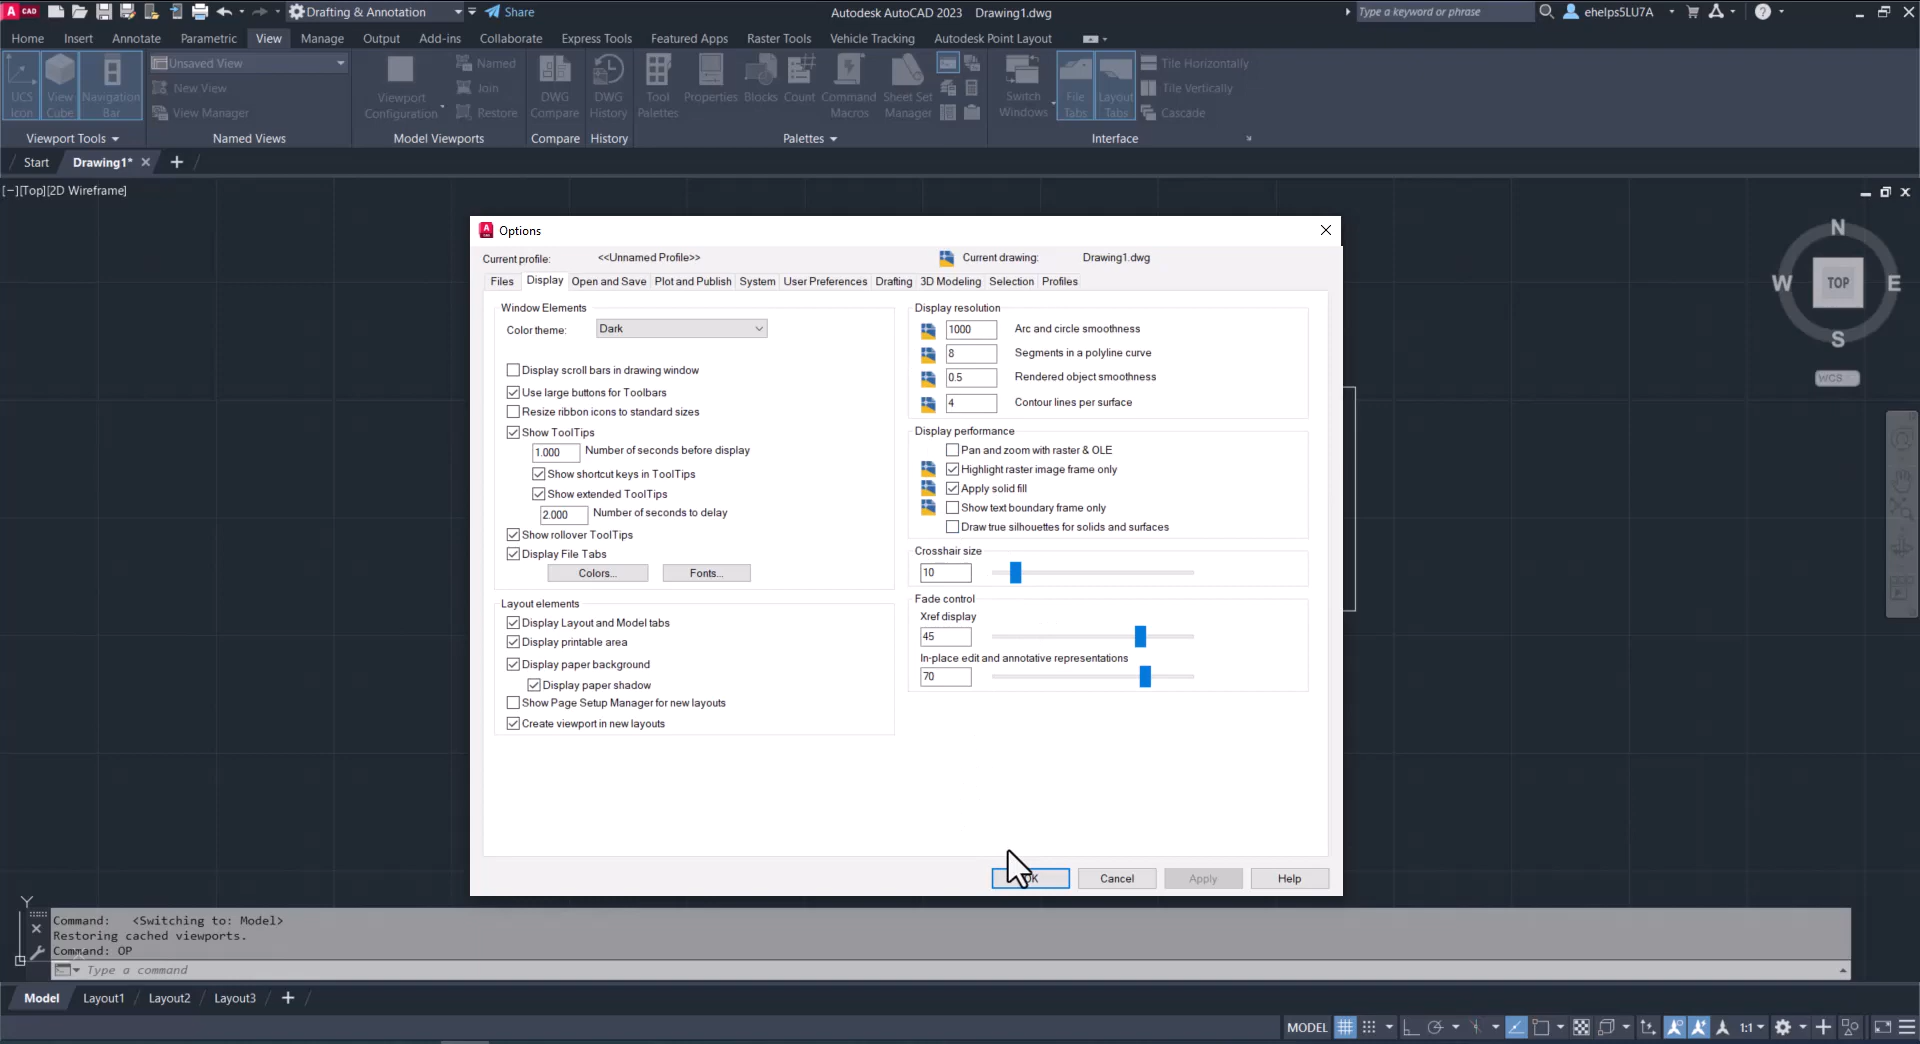 A CAD
Drafting & Annotation
Share
Autodesk AutoCAD 2023 Drawing1.dwg
Type a keyword or phrase
ehelps5LU7A
Home Insert Annotate Parametric View Manage Output Add-ins Collaborate Express Tools Featured Apps Raster Tools Vehicle Tracking Autodesk Point Layout
UCS Icon
View Cube
Navigation Bar
Unsaved View
New View
View Manager
Viewport Configuration
Named
Join
Restore
DWG Compare
DWG History
Tool Palettes
Properties
Blocks
Count
Command Macros
Sheet Set Manager
Switch Windows
File Tabs
Layout Tabs
Tile Horizontally
Tile Vertically
Cascade
Viewport Tools
Named Views
Model Viewports
Compare
History
Palettes
Interface
Start
Drawing1*
[−][Top][2D Wireframe]
N
W
TOP
E
S
WCS
Options
Current profile: <<Unnamed Profile>>
Current drawing: Drawing1.dwg
Files Display Open and Save Plot and Publish System User Preferences Drafting 3D Modeling Selection Profiles
Window Elements
Color theme: Dark
Display scroll bars in drawing window
Use large buttons for Toolbars
Resize ribbon icons to standard sizes
Show ToolTips
1.000 Number of seconds before display
Show shortcut keys in ToolTips
Show extended ToolTips
2.000 Number of seconds to delay
Show rollover ToolTips
Display File Tabs
Colors... Fonts...
Layout elements
Display Layout and Model tabs
Display printable area
Display paper background
Display paper shadow
Show Page Setup Manager for new layouts
Create viewport in new layouts
Display resolution
1000 Arc and circle smoothness
8 Segments in a polyline curve
0.5 Rendered object smoothness
4 Contour lines per surface
Display performance
Pan and zoom with raster & OLE
Highlight raster image frame only
Apply solid fill
Show text boundary frame only
Draw true silhouettes for solids and surfaces
Crosshair size
10
Fade control
Xref display
45
In-place edit and annotative representations
70
Cancel Apply Help
Y
Command: <Switching to: Model>
Restoring cached viewports.
Command: OP
Type a command
Model Layout1 Layout2 Layout3
MODEL
1:1